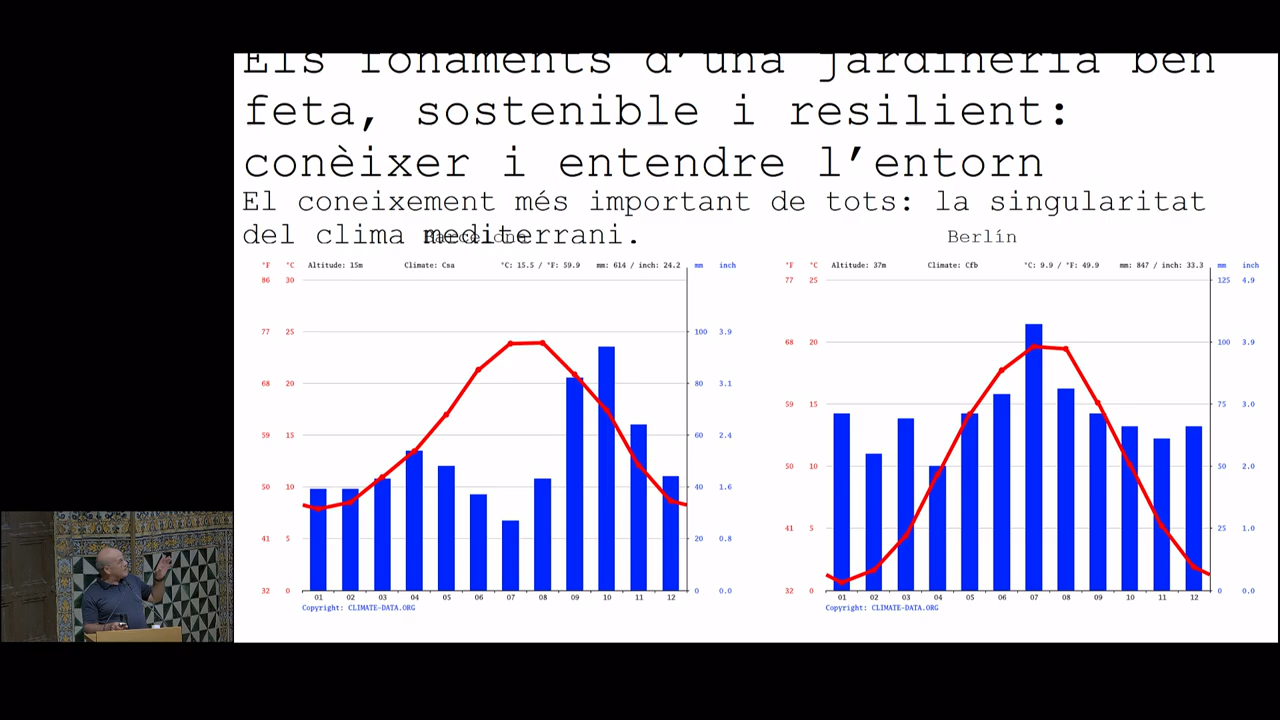 Els fonaments d’una jardineria ben
feta, sostenible i resilient:
conèixer i entendre l’entorn
El coneixement més important de tots: la singularitat
del clima mediterrani.
Barcelona
Berlín
°F °C Altitude: 15m Climate: Csa °C: 15.5 / °F: 59.9 mm: 614 / inch: 24.2 mm inch
86 30
77 25 100 3.9
68 20 80 3.1
59 15 60 2.4
50 10 40 1.6
41 5 20 0.8
32 0 0 0.0
01 02 03 04 05 06 07 08 09 10 11 12
Copyright: CLIMATE-DATA.ORG
°F °C Altitude: 37m Climate: Cfb °C: 9.9 / °F: 49.9 mm: 847 / inch: 33.3 mm inch
77 25 125 4.9
68 20 100 3.9
59 15 75 3.0
50 10 50 2.0
41 5 25 1.0
32 0 0 0.0
01 02 03 04 05 06 07 08 09 10 11 12
Copyright: CLIMATE-DATA.ORG